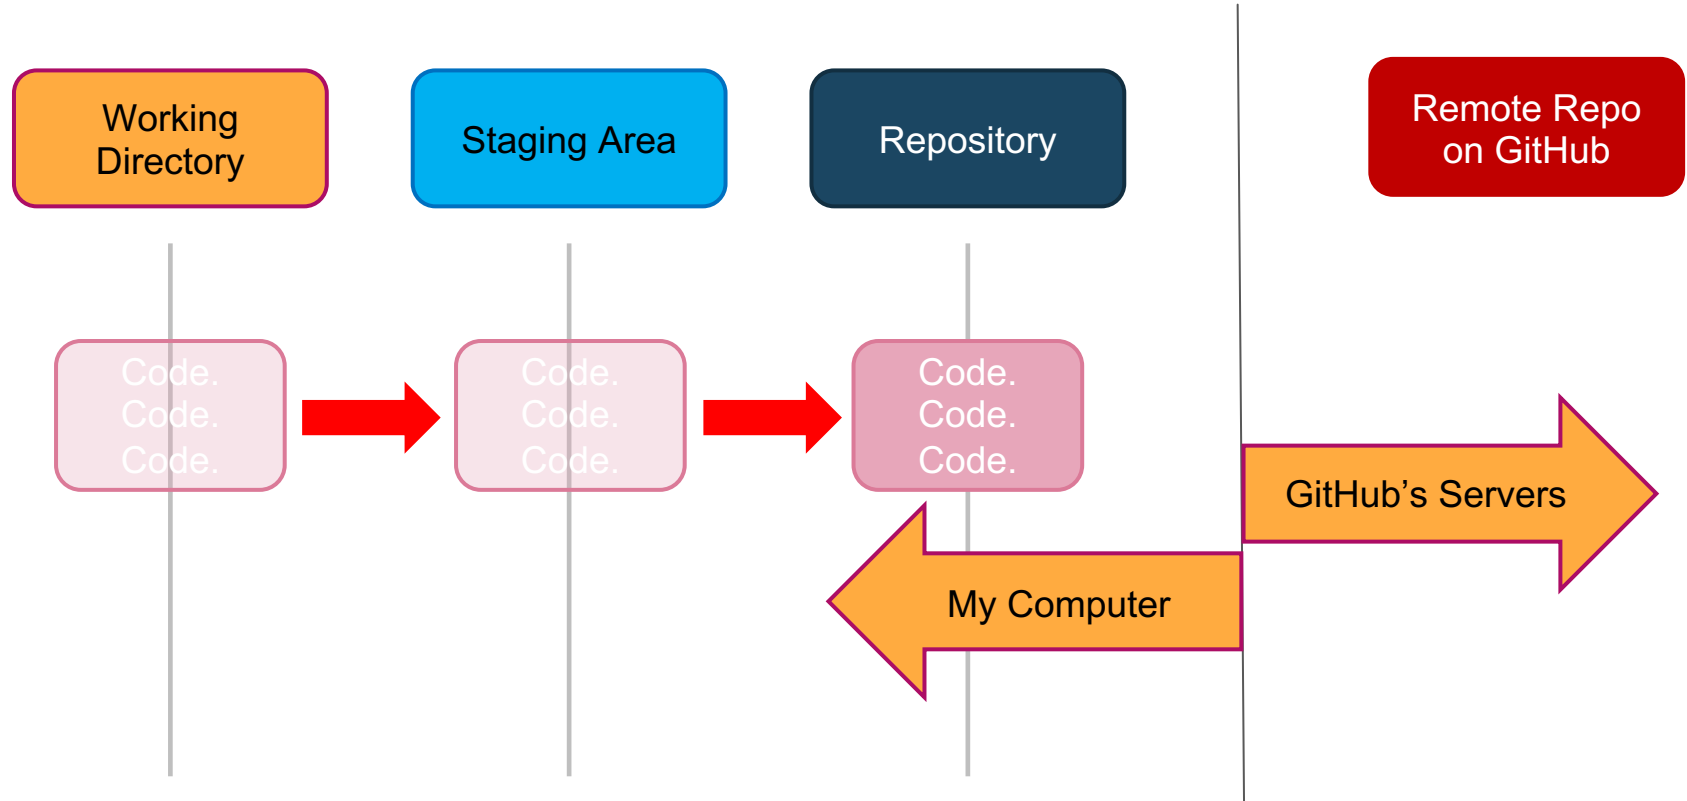 Working
Directory
Staging Area
Repository
Remote Repo
on GitHub
Code.
Code.
Code.
Code.
Code.
Code.
Code.
Code.
Code.
GitHub’s Servers
My Computer